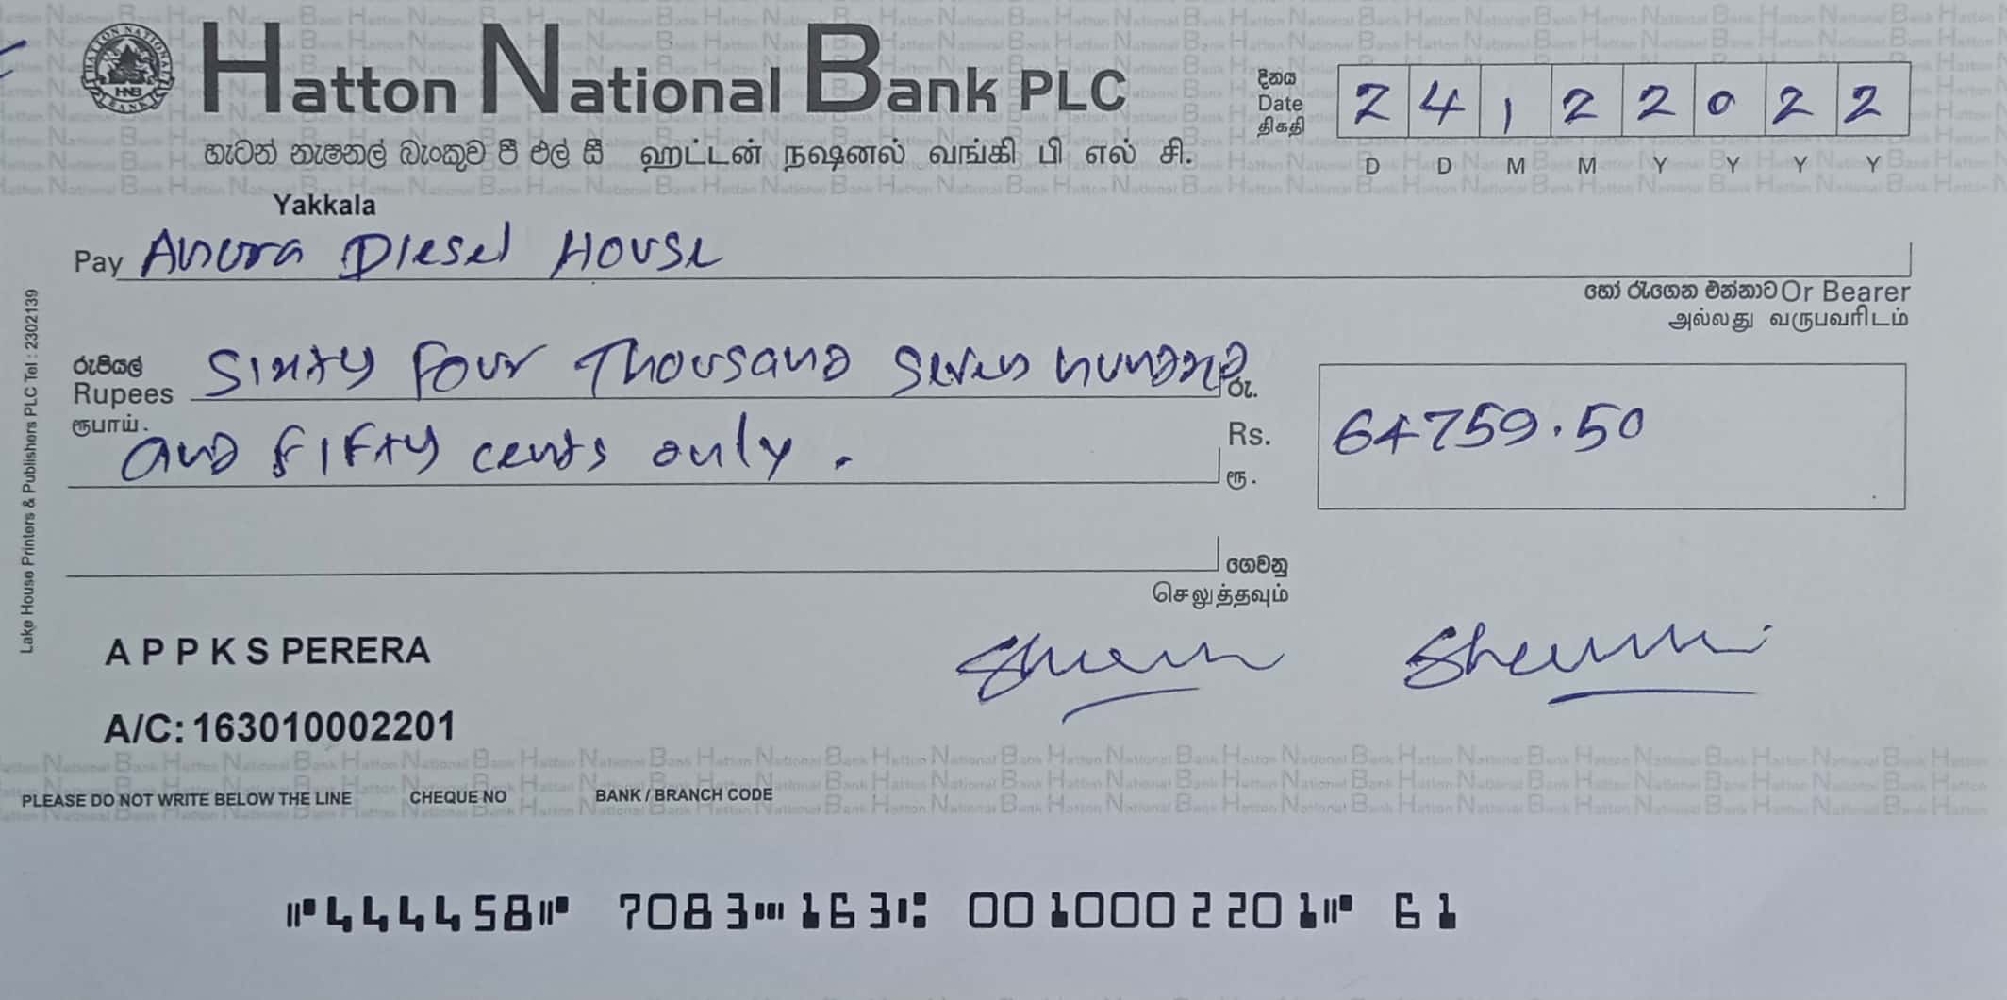 Hatton National Bank PLC
හැටන් නැෂනල් බැංකුව පී එල් සී ஹட்டன் நஷனல் வங்கி பி எல் சி.
Yakkala
දිනය
Date
திகதி
2 4 1 2 2 0 2 2
D D M M Y Y Y Y
Pay Anura Diesel House
හෝ රැගෙන එන්නාට Or Bearer
அல்லது வருபவரிடம்
රුපියල්
Rupees
ரூபாய்.
Sixty Four Thousand Seven hundred
and Fifty cents only.
රු.
Rs.
ரூ.
64759.50
ගෙවනු
செலுத்தவும்
A P P K S PERERA
A/C: 163010002201
Lake House Printers & Publishers PLC Tel : 2302139
PLEASE DO NOT WRITE BELOW THE LINE CHEQUE NO BANK / BRANCH CODE
⑈444458⑈ 7083⑉163⑆ 0010002201⑈ 61